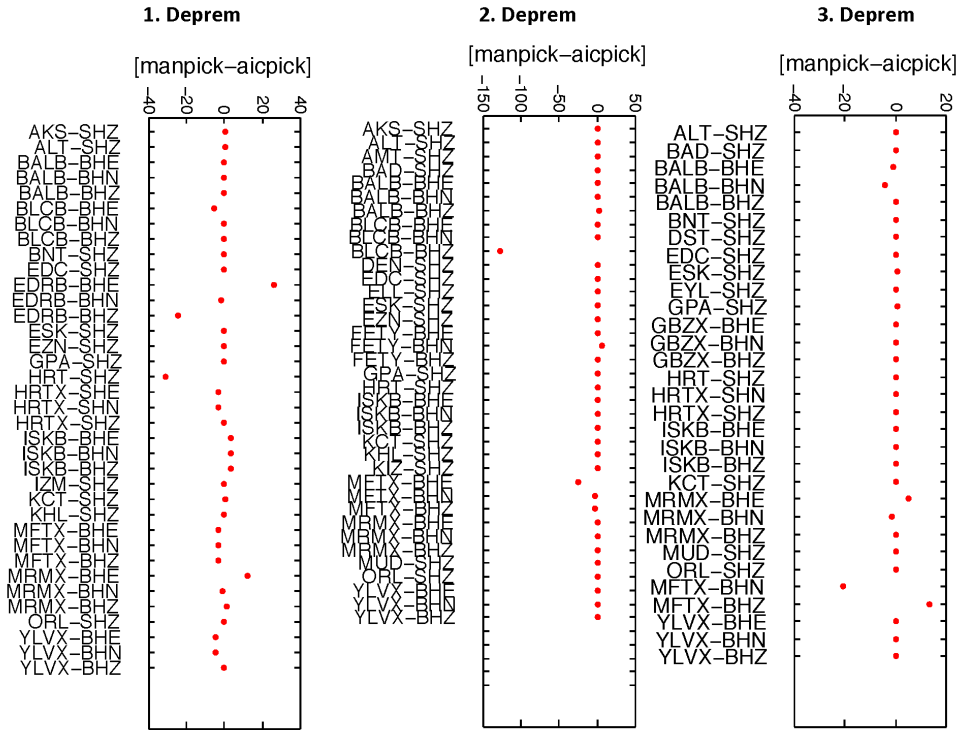 1. Deprem
[manpick−aicpick]
−40 −20 0 20 40
AKS−SHZ
ALT−SHZ
BALB−BHE
BALB−BHN
BALB−BHZ
BLCB−BHE
BLCB−BHN
BLCB−BHZ
BNT−SHZ
EDC−SHZ
EDRB−BHE
EDRB−BHN
EDRB−BHZ
ESK−SHZ
EZN−SHZ
GPA−SHZ
HRT−SHZ
HRTX−SHE
HRTX−SHN
HRTX−SHZ
ISKB−BHE
ISKB−BHN
ISKB−BHZ
IZM−SHZ
KCT−SHZ
KHL−SHZ
MFTX−BHE
MFTX−BHN
MFTX−BHZ
MRMX−BHE
MRMX−BHN
MRMX−BHZ
ORL−SHZ
YLVX−BHE
YLVX−BHN
YLVX−BHZ
2. Deprem
[manpick−aicpick]
−150 −100 −50 0 50
AKS−SHZ
ALT−SHZ
AMT−SHZ
BAD−SHZ
BALB−BHE
BALB−BHN
BALB−BHZ
BLCB−BHE
BLCB−BHN
BLCB−BHZ
DEN−SHZ
EDC−SHZ
ELL−SHZ
ESK−SHZ
EZN−SHZ
FETY−BHE
FETY−BHN
FETY−BHZ
GPA−SHZ
HRT−SHZ
ISKB−BHE
ISKB−BHN
ISKB−BHZ
KCT−SHZ
KHL−SHZ
KIZ−SHZ
MFTX−BHE
MFTX−BHN
MFTX−BHZ
MRMX−BHE
MRMX−BHN
MRMX−BHZ
MUD−SHZ
ORL−SHZ
YLVX−BHE
YLVX−BHN
YLVX−BHZ
3. Deprem
[manpick−aicpick]
−40 −20 0 20
ALT−SHZ
BAD−SHZ
BALB−BHE
BALB−BHN
BALB−BHZ
BNT−SHZ
DST−SHZ
EDC−SHZ
ESK−SHZ
EYL−SHZ
GPA−SHZ
GBZX−BHE
GBZX−BHN
GBZX−BHZ
HRT−SHZ
HRTX−SHN
HRTX−SHZ
ISKB−BHE
ISKB−BHN
ISKB−BHZ
KCT−SHZ
MRMX−BHE
MRMX−BHN
MRMX−BHZ
MUD−SHZ
ORL−SHZ
MFTX−BHN
MFTX−BHZ
YLVX−BHE
YLVX−BHN
YLVX−BHZ